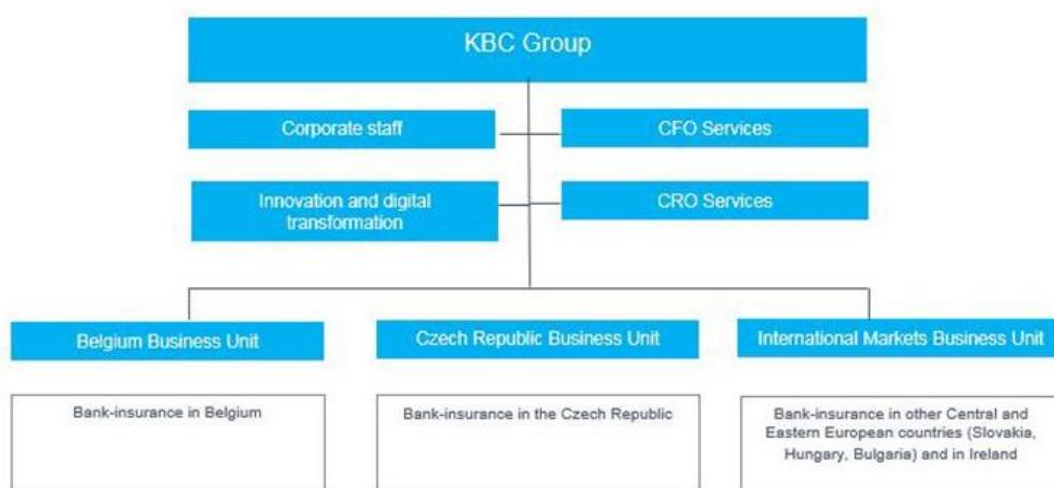 KBC Group
Corporate staff
CFO Services
Innovation and digital
transformation
CRO Services
Belgium Business Unit
Czech Republic Business Unit
International Markets Business Unit
Bank-insurance in Belgium
Bank-insurance in the Czech Republic
Bank-insurance in other Central and
Eastern European countries (Slovakia,
Hungary, Bulgaria) and in Ireland